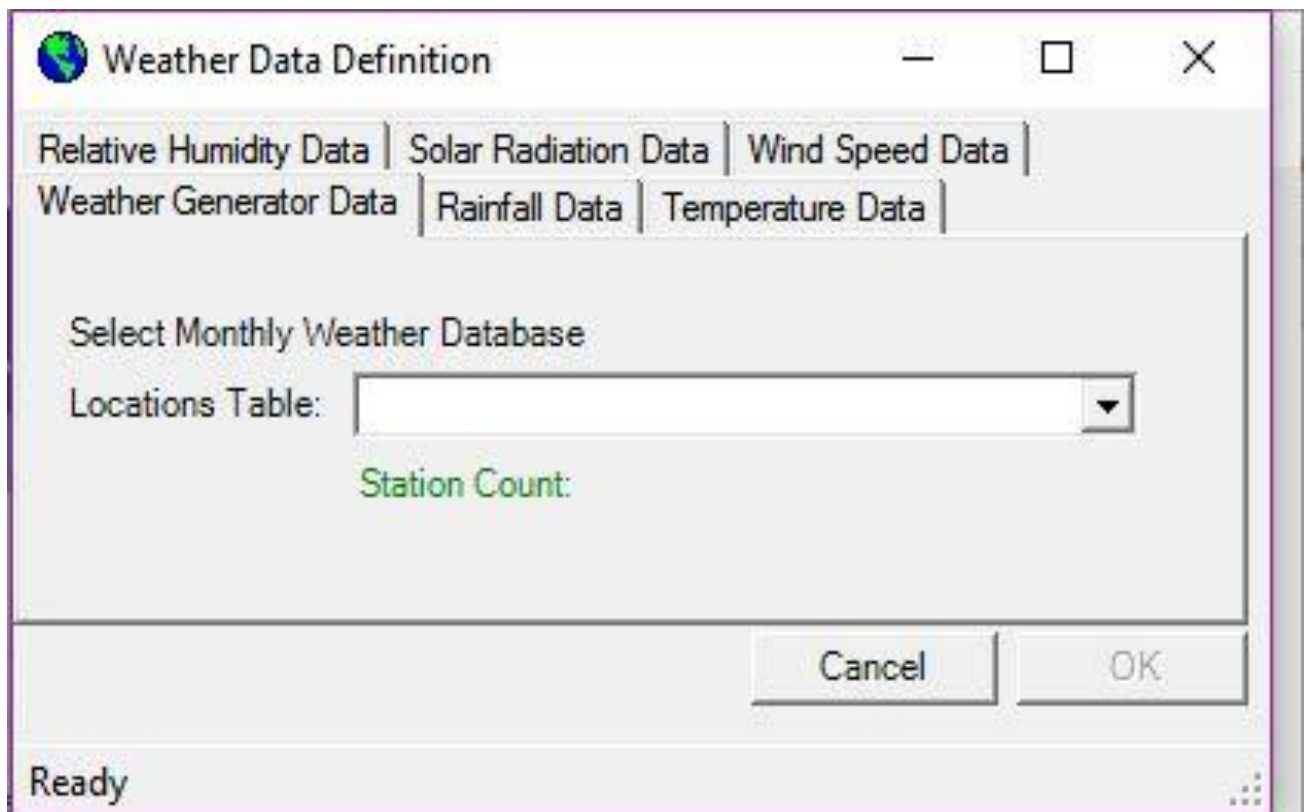 Weather Data Definition
Relative Humidity Data Solar Radiation Data Wind Speed Data
Weather Generator Data Rainfall Data Temperature Data
Select Monthly Weather Database
Locations Table:
Station Count:
Cancel OK
Ready